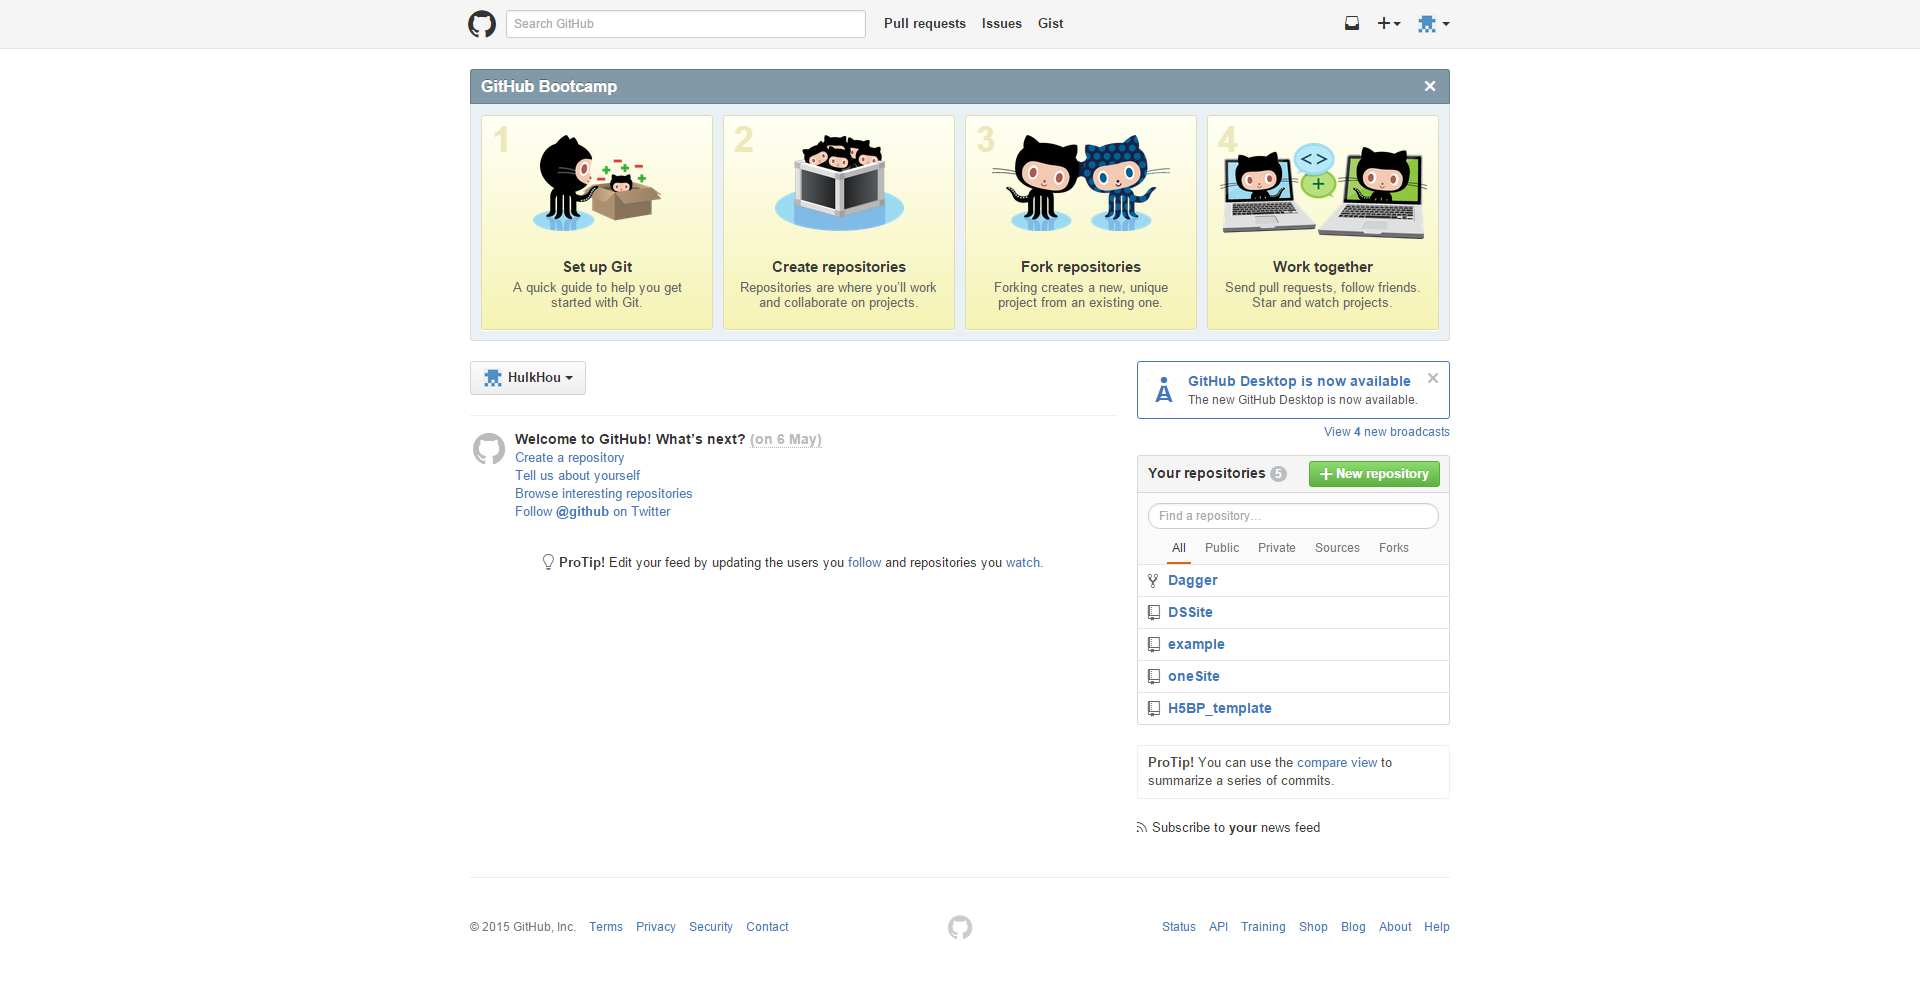 Search GitHub
Pull requests
Issues
Gist
GitHub Bootcamp
1
Set up Git
A quick guide to help you get
started with Git.
2
Create repositories
Repositories are where you’ll work
and collaborate on projects.
3
Fork repositories
Forking creates a new, unique
project from an existing one.
4
Work together
Send pull requests, follow friends.
Star and watch projects.
HulkHou
Welcome to GitHub! What’s next? (on 6 May)
Create a repository
Tell us about yourself
Browse interesting repositories
Follow @github on Twitter
ProTip! Edit your feed by updating the users you follow and repositories you watch.
GitHub Desktop is now available
The new GitHub Desktop is now available.
View 4 new broadcasts
Your repositories 5
New repository
Find a repository…
All Public Private Sources Forks
Dagger
DSSite
example
oneSite
H5BP_template
ProTip! You can use the compare view to
summarize a series of commits.
Subscribe to your news feed
© 2015 GitHub, Inc. Terms Privacy Security Contact
Status API Training Shop Blog About Help